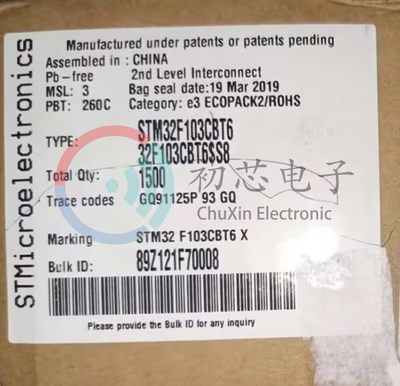 STMicroelectronics
Manufactured under patents or patents pending
Assembled in : CHINA
Pb-free 2nd Level Interconnect
MSL: 3 Bag seal date:19 Mar 2019
PBT: 260C Category: e3 ECOPACK2/ROHS
TYPE: STM32F103CBT6
32F103CBT6$S8
Total Qty: 1500
Trace codes GQ91125P 93 GQ
Marking STM32 F103CBT6 X
Bulk ID: 89Z121F70008
Please provide the Bulk ID for any inquiry
初芯电子
ChuXin Electronic